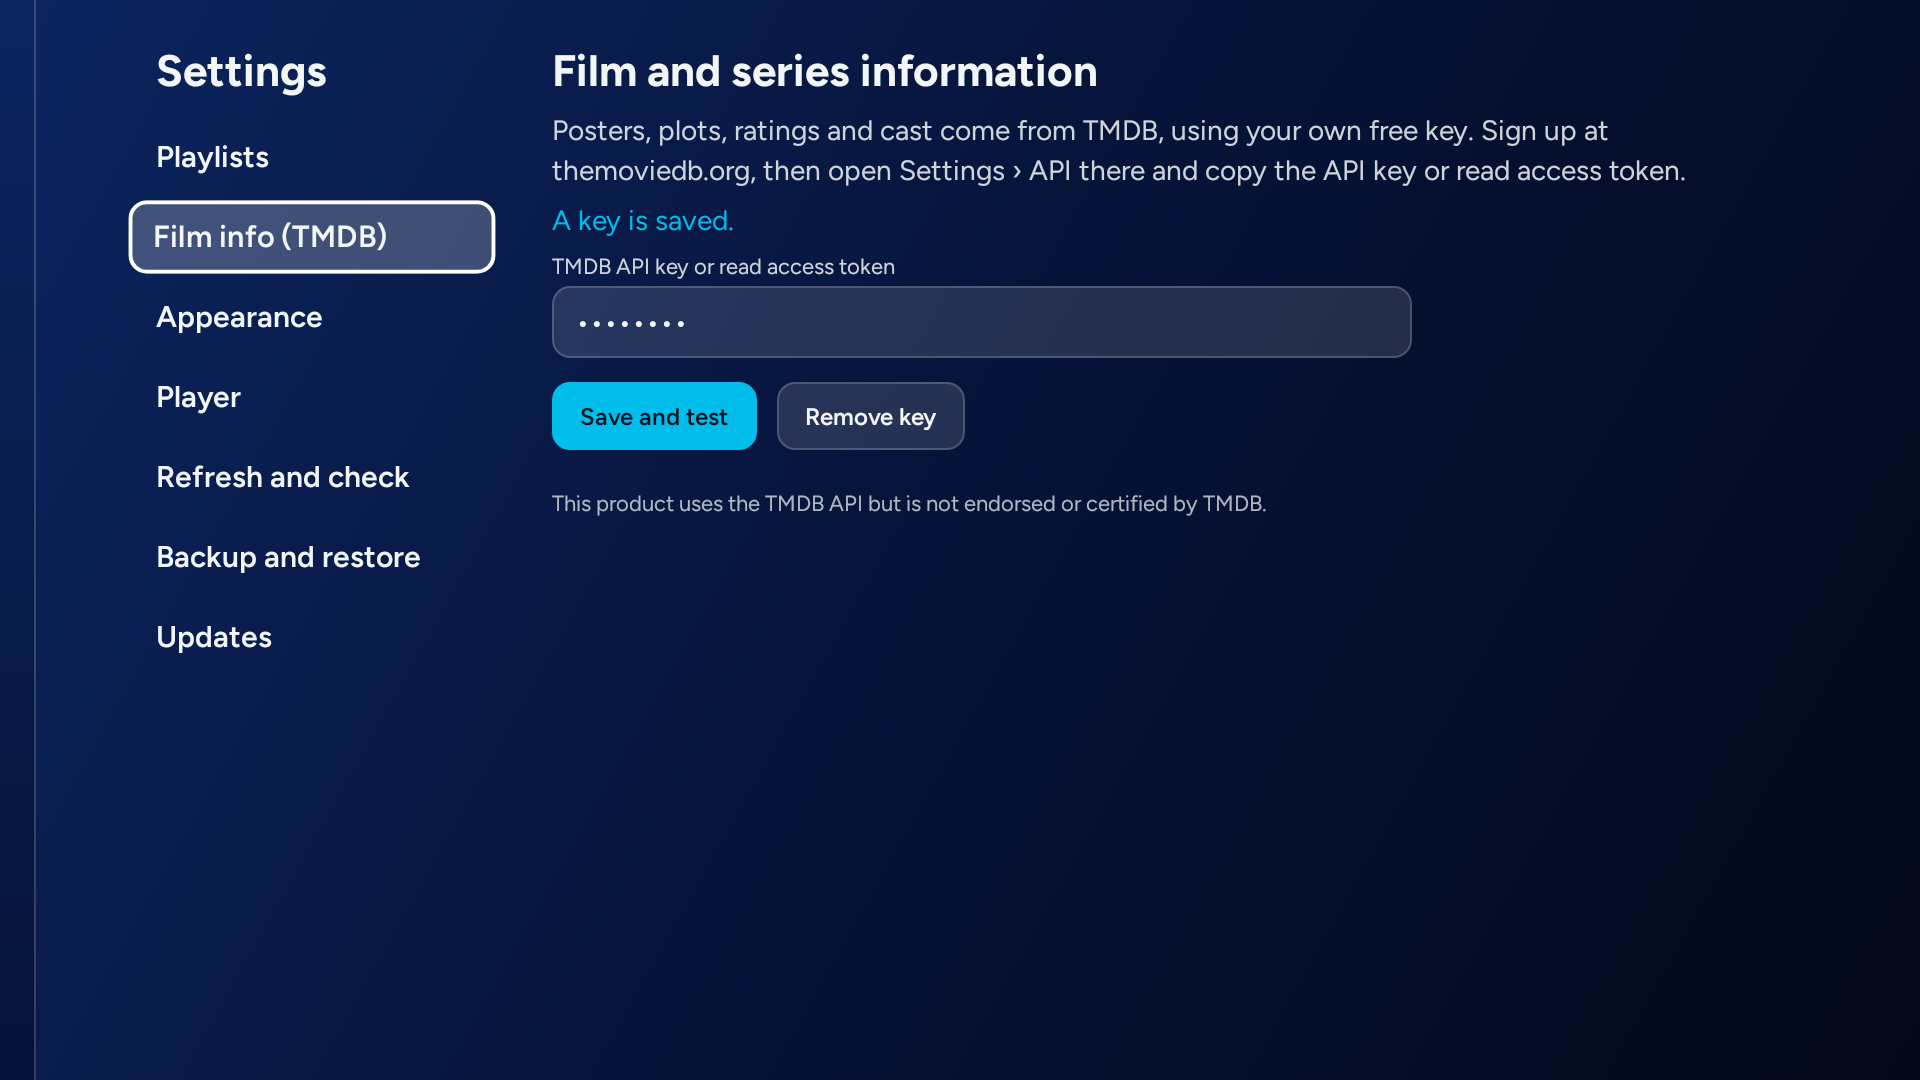 Settings
Playlists
Film info (TMDB)
Appearance
Player
Refresh and check
Backup and restore
Updates
Film and series information
Posters, plots, ratings and cast come from TMDB, using your own free key. Sign up at
themoviedb.org, then open Settings › API there and copy the API key or read access token.
A key is saved.
TMDB API key or read access token
••••••••
Save and test
Remove key
This product uses the TMDB API but is not endorsed or certified by TMDB.